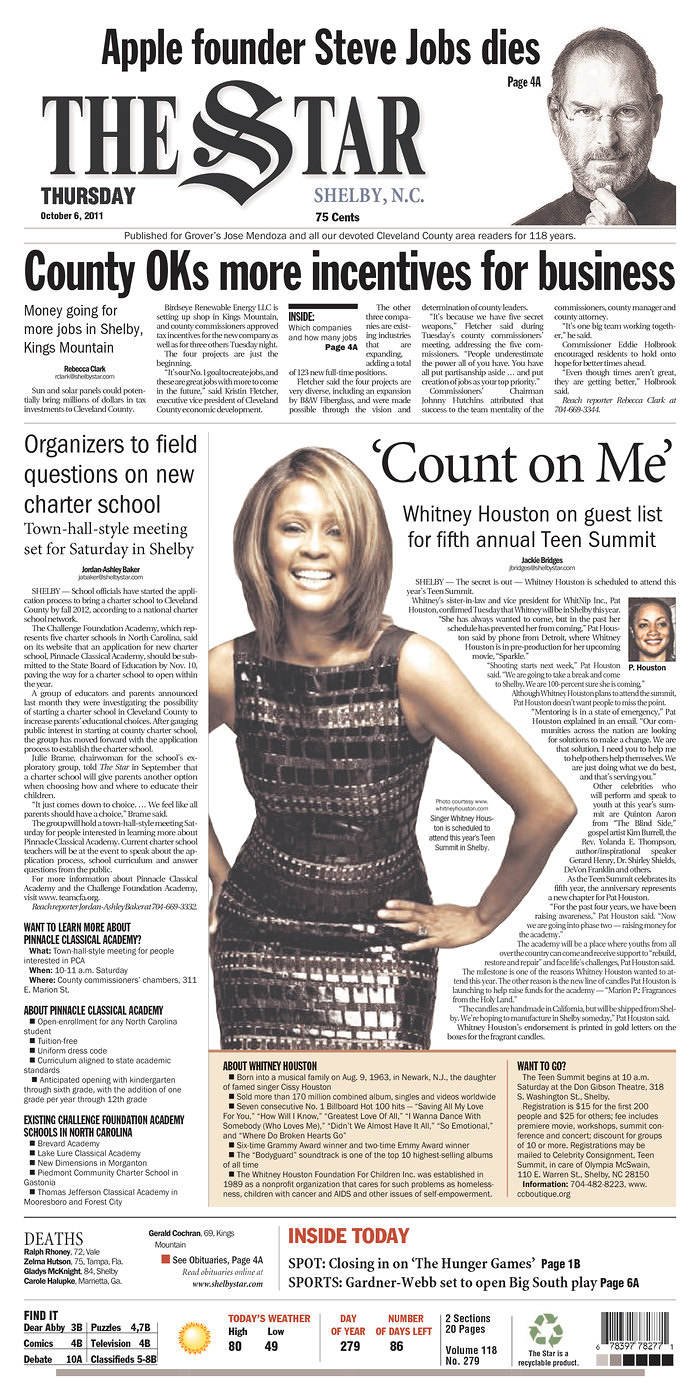 Apple founder Steve Jobs dies
Page 4A
THE STAR
THURSDAY
October 6, 2011
SHELBY, N.C.
75 Cents
Published for Grover's Jose Mendoza and all our devoted Cleveland County area readers for 118 years.
County OKs more incentives for business
Money going for
more jobs in Shelby,
Kings Mountain
Rebecca Clark
rclark@shelbystar.com
Sun and solar panels could poten-
tially bring millions of dollars in tax
investments to Cleveland County.
Birdseye Renewable Energy LLC is
setting up shop in Kings Mountain,
and county commissioners approved
tax incentives for the new company as
well as for three others Tuesday night.
The four projects are just the
beginning.
"It's our No. 1 goal to create jobs, and
these are great jobs with more to come
in the future," said Kristin Fletcher,
executive vice president of Cleveland
County economic development.
INSIDE:
Which companies
and how many jobs
Page 4A
The other
three compa-
nies are exist-
ing industries
that are
expanding,
adding a total
of 123 new full-time positions.
Fletcher said the four projects are
very diverse, including an expansion
by B&W Fiberglass, and were made
possible through the vision and
determination of county leaders.
"It's because we have five secret
weapons," Fletcher said during
Tuesday's county commissioners'
meeting, addressing the five com-
missioners. "People underestimate
the power all of you have. You have
all put partisanship aside ... and put
creation of jobs as your top priority."
Commissioners' Chairman
Johnny Hutchins attributed that
success to the team mentality of the
commissioners, county manager and
county attorney.
"It's one big team working togeth-
er," he said.
Commissioner Eddie Holbrook
encouraged residents to hold onto
hope for better times ahead.
"Even though times aren't great,
they are getting better," Holbrook
said.
Reach reporter Rebecca Clark at
704-669-3344.
Organizers to field
questions on new
charter school
Town-hall-style meeting
set for Saturday in Shelby
Jordan-Ashley Baker
jabaker@shelbystar.com
SHELBY — School officials have started the appli-
cation process to bring a charter school to Cleveland
County by fall 2012, according to a national charter
school network.
The Challenge Foundation Academy, which rep-
resents five charter schools in North Carolina, said
on its website that an application for new charter
school, Pinnacle Classical Academy, should be sub-
mitted to the State Board of Education by Nov. 10,
paving the way for a charter school to open within
the year.
A group of educators and parents announced
last month they were investigating the possibility
of starting a charter school in Cleveland County to
increase parents' educational choices. After gauging
public interest in starting at county charter school,
the group has moved forward with the application
process to establish the charter school.
Julie Brame, chairwoman for the school's ex-
ploratory group, told The Star in September that
a charter school will give parents another option
when choosing how and where to educate their
children.
"It just comes down to choice. ... We feel like all
parents should have a choice," Brame said.
The group will hold a town-hall-style meeting Sat-
urday for people interested in learning more about
Pinnacle Classical Academy. Current charter school
teachers will be at the event to speak about the ap-
plication process, school curriculum and answer
questions from the public.
For more information about Pinnacle Classical
Academy and the Challenge Foundation Academy,
visit www. teamcfa.org.
Reach reporter Jordan-Ashley Baker at 704-669-3332.
WANT TO LEARN MORE ABOUT
PINNACLE CLASSICAL ACADEMY?
What: Town-hall-style meeting for people
interested in PCA
When: 10-11 a.m. Saturday
Where: County commissioners' chambers, 311
E. Marion St.
ABOUT PINNACLE CLASSICAL ACADEMY
■ Open-enrollment for any North Carolina
student
■ Tuition-free
■ Uniform dress code
■ Curriculum aligned to state academic
standards
■ Anticipated opening with kindergarten
through sixth grade, with the addition of one
grade per year through 12th grade
EXISTING CHALLENGE FOUNDATION ACADEMY
SCHOOLS IN NORTH CAROLINA
■ Brevard Academy
■ Lake Lure Classical Academy
■ New Dimensions in Morganton
■ Piedmont Community Charter School in
Gastonia
■ Thomas Jefferson Classical Academy in
Mooresboro and Forest City
'Count on Me'
Whitney Houston on guest list
for fifth annual Teen Summit
Jackie Bridges
jbridges@shelbystar.com
SHELBY — The secret is out — Whitney Houston is scheduled to attend this
year's Teen Summit.
Whitney's sister-in-law and vice president for WhitNip Inc., Pat
Houston, confirmed Tuesday that Whitney will be in Shelby this year.
"She has always wanted to come, but in the past her
schedule has prevented her from coming," Pat Hous-
ton said by phone from Detroit, where Whitney
Houston is in pre-production for her upcoming
movie, "Sparkle."
"Shooting starts next week," Pat Houston
said. "We are going to take a break and come
to Shelby. We are 100-percent sure she is coming."
Although Whitney Houston plans to attend the summit,
Pat Houston doesn't want people to miss the point.
"Mentoring is in a state of emergency," Pat
Houston explained in an email. "Our com-
munities across the nation are looking
for solutions to make a change. We are
that solution. I need you to help me
to help others help themselves. We
are just doing what we do best,
and that's serving you."
Other celebrities who
will perform and speak to
youth at this year's sum-
mit are Quinton Aaron
from "The Blind Side,"
gospel artist Kim Burrell, the
Rev. Yolanda E. Thompson,
author/inspirational speaker
Gerard Henry, Dr. Shirley Shields,
DeVon Franklin and others.
As the Teen Summit celebrates its
fifth year, the anniversary represents
a new chapter for Pat Houston.
"For the past four years, we have been
raising awareness," Pat Houston said. "Now
we are going into phase two — raising money for
the academy."
The academy will be a place where youths from all
over the country can come and receive support to "rebuild,
restore and repair" and face life's challenges, Pat Houston said.
The milestone is one of the reasons Whitney Houston wanted to at-
tend this year. The other reason is the new line of candles Pat Houston is
launching to help raise funds for the academy — "Marion P.: Fragrances
from the Holy Land."
"The candles are handmade in California, but will be shipped from Shel-
by. We're hoping to manufacture in Shelby someday," Pat Houston said.
Whitney Houston's endorsement is printed in gold letters on the
boxes for the fragrant candles.
P. Houston
Photo courtesy www.
whitneyhouston.com
Singer Whitney Hous-
ton is scheduled to
attend this year's Teen
Summit in Shelby.
ABOUT WHITNEY HOUSTON
■ Born into a musical family on Aug. 9, 1963, in Newark, N.J., the daughter
of famed singer Cissy Houston
■ Sold more than 170 million combined album, singles and videos worldwide
■ Seven consecutive No. 1 Billboard Hot 100 hits — "Saving All My Love
For You," "How Will I Know," "Greatest Love Of All," "I Wanna Dance With
Somebody (Who Loves Me)," "Didn't We Almost Have It All," "So Emotional,"
and "Where Do Broken Hearts Go"
■ Six-time Grammy Award winner and two-time Emmy Award winner
■ The "Bodyguard" soundtrack is one of the top 10 highest-selling albums
of all time
■ The Whitney Houston Foundation For Children Inc. was established in
1989 as a nonprofit organization that cares for such problems as homeless-
ness, children with cancer and AIDS and other issues of self-empowerment.
WANT TO GO?
The Teen Summit begins at 10 a.m.
Saturday at the Don Gibson Theatre, 318
S. Washington St., Shelby.
Registration is $15 for the first 200
people and $25 for others; fee includes
premiere movie, workshops, summit con-
ference and concert; discount for groups
of 10 or more. Registrations may be
mailed to Celebrity Consignment, Teen
Summit, in care of Olympia McSwain,
110 E. Warren St., Shelby, NC 28150
Information: 704-482-8223, www.
ccboutique.org
DEATHS
Ralph Rhoney, 72, Vale
Zelma Hutson, 75, Tampa, Fla.
Gladys McKnight, 84, Shelby
Carole Halupke, Marrietta, Ga.
Gerald Cochran, 69, Kings
Mountain
■ See Obituaries, Page 4A
Read obituaries online at
www.shelbystar.com
INSIDE TODAY
SPOT: Closing in on 'The Hunger Games' Page 1B
SPORTS: Gardner-Webb set to open Big South play Page 6A
FIND IT
Dear Abby 3B Puzzles 4,7B
Comics 4B Television 4B
Debate 10A Classifieds 5-8B
TODAY'S WEATHER
High Low
80 49
DAY
OF YEAR
279
NUMBER
OF DAYS LEFT
86
2 Sections
20 Pages
Volume 118
No. 279
The Star is a
recyclable product.
6 78397 78277 1